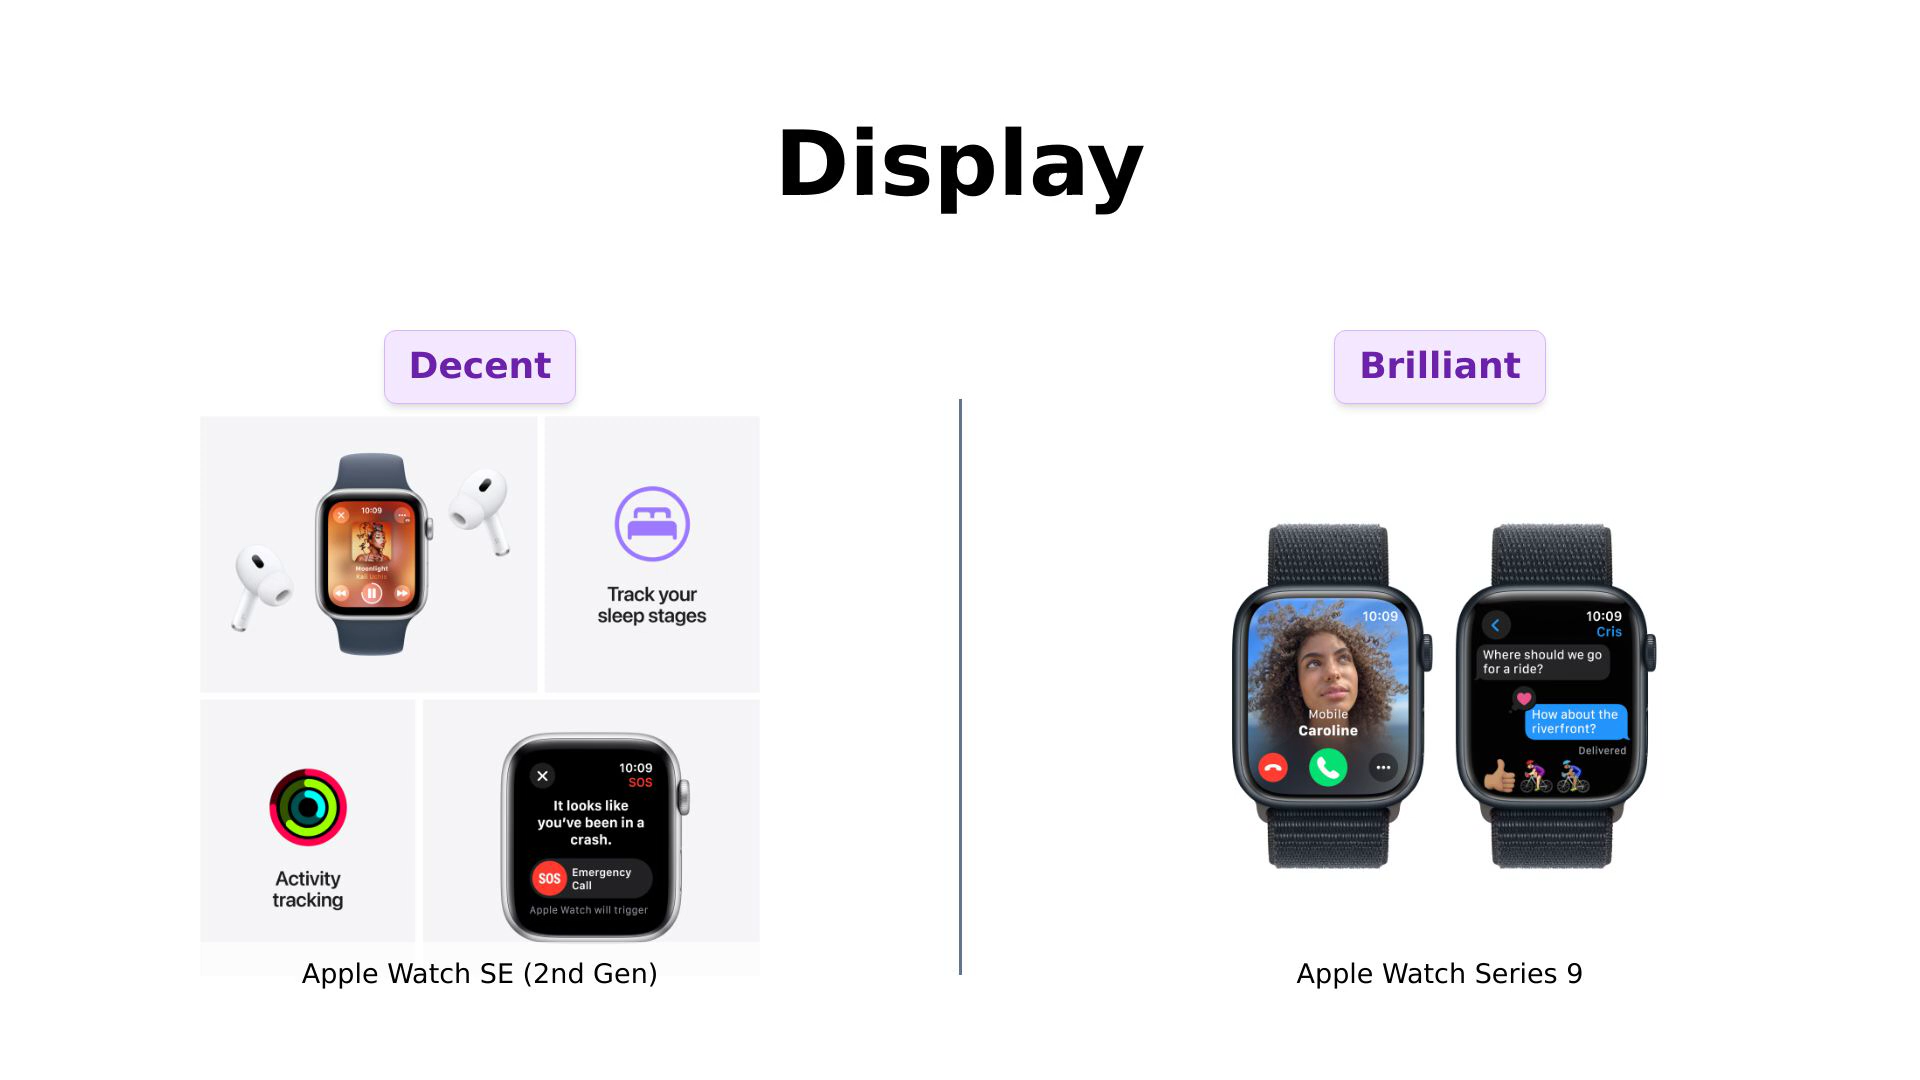 Display
Decent
10:09
Moonlight
Kali Uchis
Track your
sleep stages
Activity
tracking
10:09
SOS
It looks like
you've been in a
crash.
SOS
Emergency
Call
Apple Watch will trigger
Apple Watch SE (2nd Gen)
Brilliant
10:09
Mobile
Caroline
10:09
Cris
Where should we go
for a ride?
How about the
riverfront?
Delivered
Apple Watch Series 9